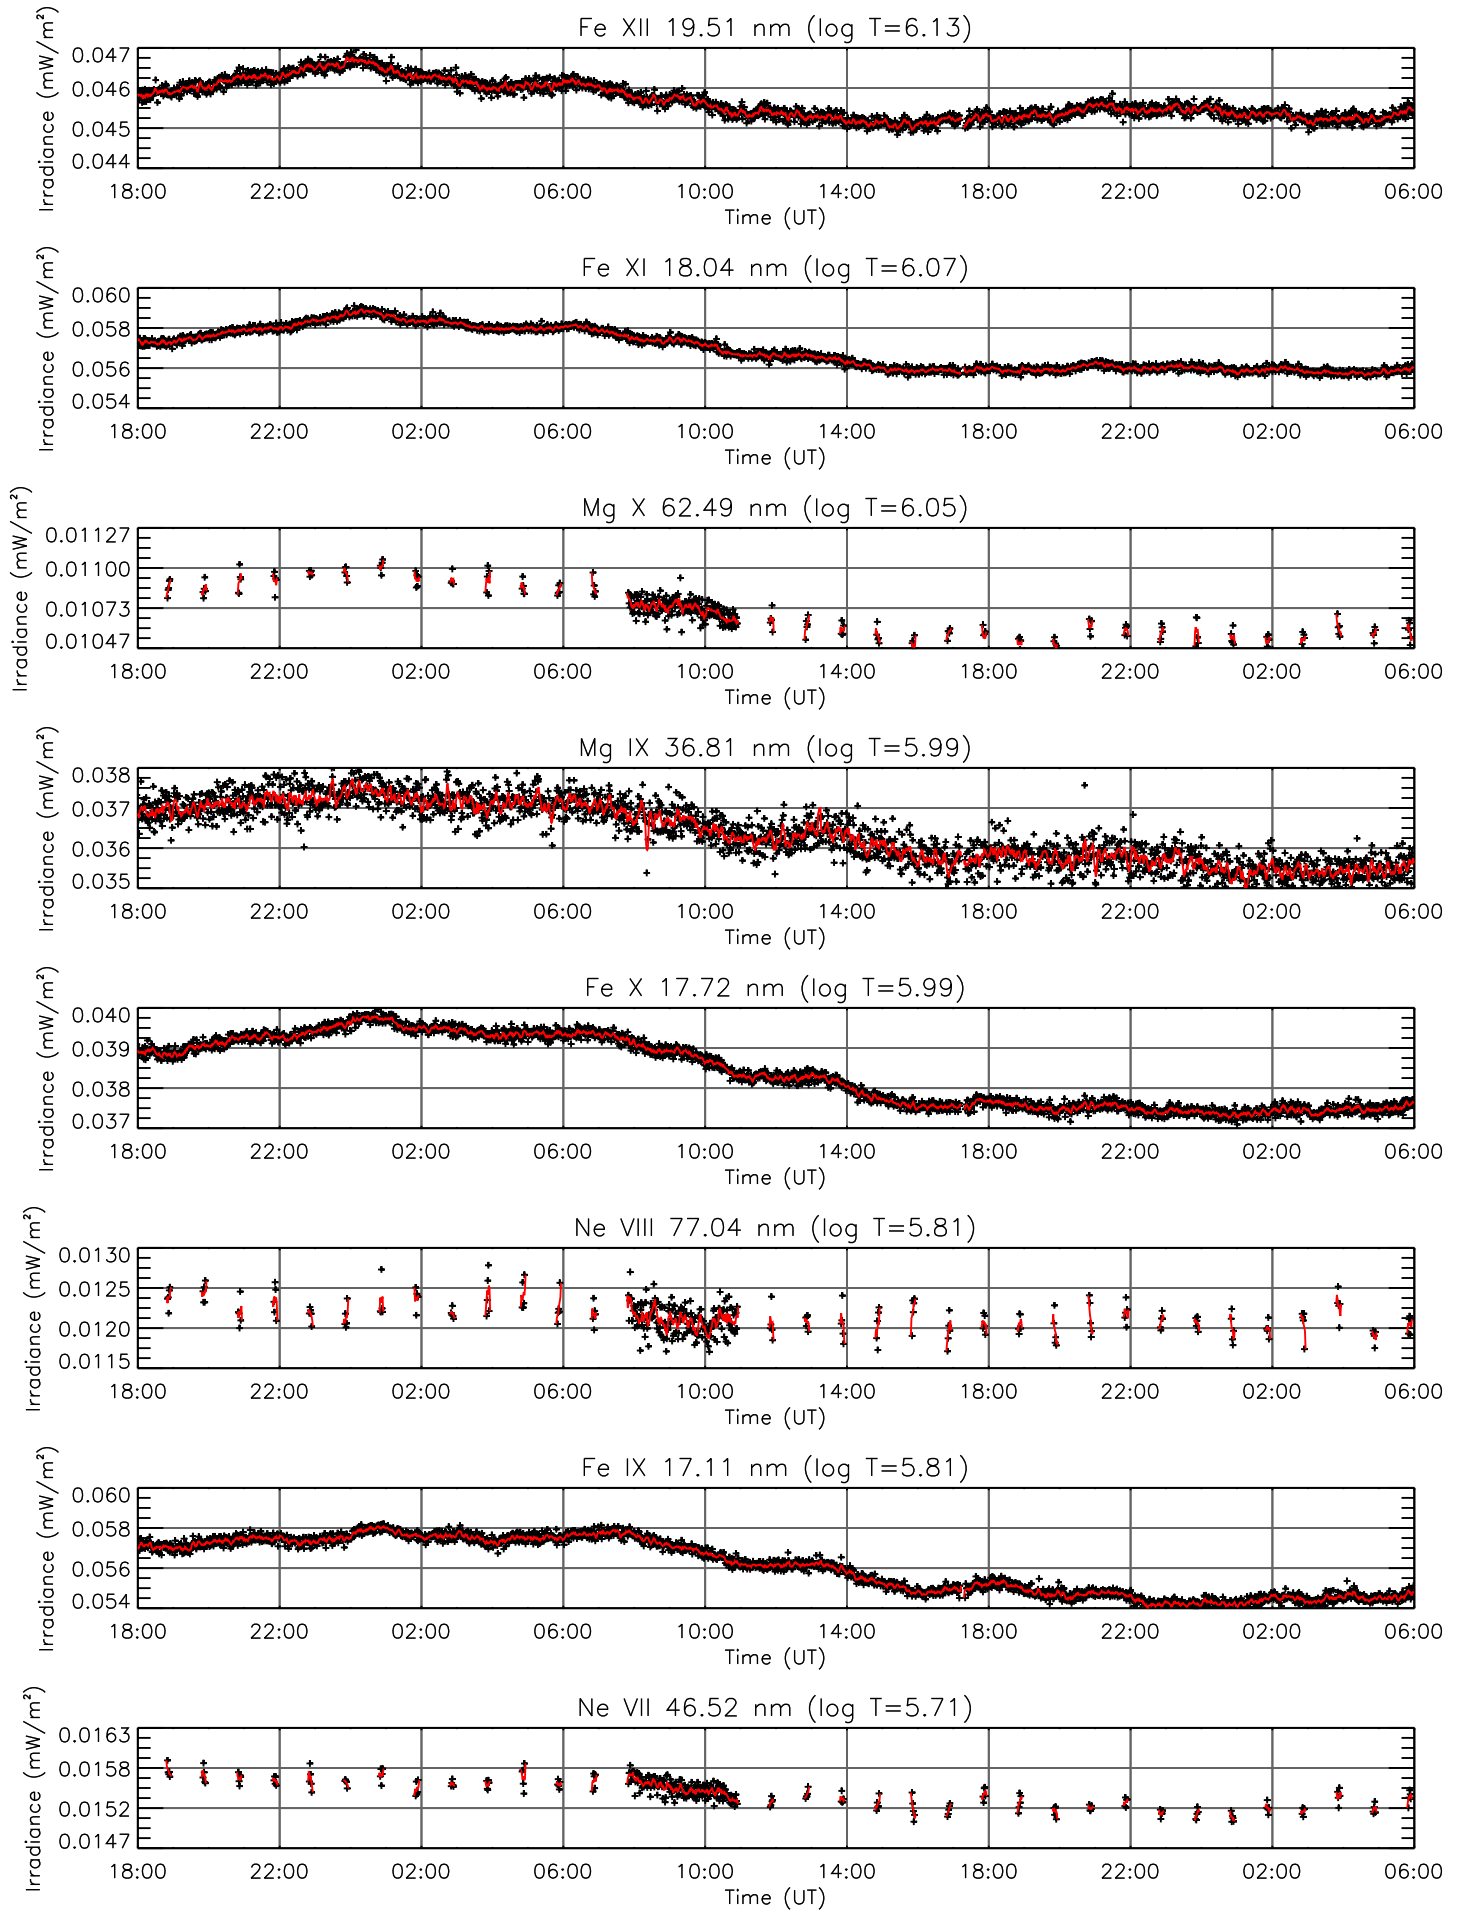 Fe XII 19.51 nm (log T=6.13)
Irradiance (mW/m²)
0.047
0.046
0.045
0.044
18:00 22:00 02:00 06:00 10:00 14:00 18:00 22:00 02:00 06:00
Time (UT)
Fe XI 18.04 nm (log T=6.07)
Irradiance (mW/m²)
0.060
0.058
0.056
0.054
18:00 22:00 02:00 06:00 10:00 14:00 18:00 22:00 02:00 06:00
Time (UT)
Mg X 62.49 nm (log T=6.05)
Irradiance (mW/m²)
0.01127
0.01100
0.01073
0.01047
18:00 22:00 02:00 06:00 10:00 14:00 18:00 22:00 02:00 06:00
Time (UT)
Mg IX 36.81 nm (log T=5.99)
Irradiance (mW/m²)
0.038
0.037
0.036
0.035
18:00 22:00 02:00 06:00 10:00 14:00 18:00 22:00 02:00 06:00
Time (UT)
Fe X 17.72 nm (log T=5.99)
Irradiance (mW/m²)
0.040
0.039
0.038
0.037
18:00 22:00 02:00 06:00 10:00 14:00 18:00 22:00 02:00 06:00
Time (UT)
Ne VIII 77.04 nm (log T=5.81)
Irradiance (mW/m²)
0.0130
0.0125
0.0120
0.0115
18:00 22:00 02:00 06:00 10:00 14:00 18:00 22:00 02:00 06:00
Time (UT)
Fe IX 17.11 nm (log T=5.81)
Irradiance (mW/m²)
0.060
0.058
0.056
0.054
18:00 22:00 02:00 06:00 10:00 14:00 18:00 22:00 02:00 06:00
Time (UT)
Ne VII 46.52 nm (log T=5.71)
Irradiance (mW/m²)
0.0163
0.0158
0.0152
0.0147
18:00 22:00 02:00 06:00 10:00 14:00 18:00 22:00 02:00 06:00
Time (UT)